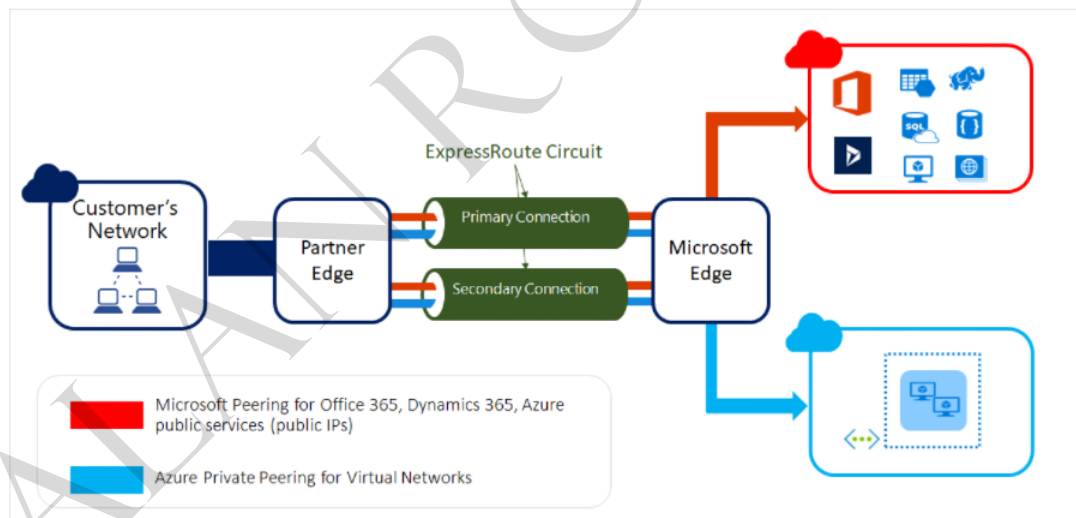 ExpressRoute Circuit
Customer's
Network
Partner
Edge
Primary Connection
Secondary Connection
Microsoft
Edge
SQL
Microsoft Peering for Office 365, Dynamics 365, Azure
public services (public IPs)
Azure Private Peering for Virtual Networks